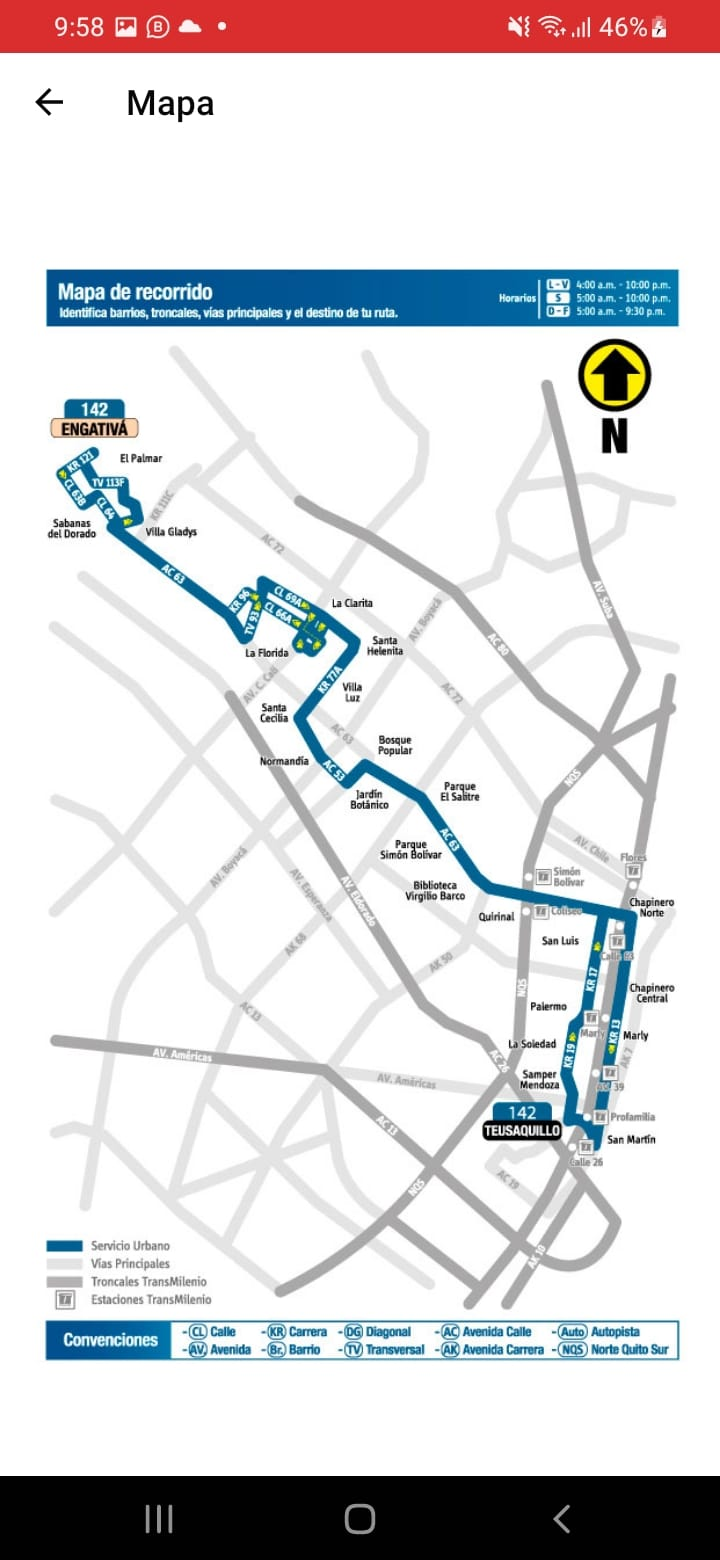 9:58
46%
Mapa
Mapa de recorrido
Identifica barrios, troncales, vías principales y el destino de tu ruta.
Horarios
L-V 4:00 a.m. - 10:00 p.m.
S 5:00 a.m. - 10:00 p.m.
D-F 5:00 a.m. - 9:30 p.m.
N
142
ENGATIVÁ
El Palmar
KR 121
TV 113F
CL 63B
CL 64
KR 111C
Sabanas
del Dorado
Villa Gladys
AC 72
AC 63
KR 96
TV 93
CL 69A
CL 66A
La Clarita
AV. Boyacá
AV. Suba
AC 80
La Florida
Santa
Helenita
AV. C. Cali
KR 77A
Villa
Luz
AC 72
Santa
Cecilia
AC 63
Bosque
Popular
Normandía
AC 53
Jardín
Botánico
Parque
El Salitre
NQS
AC 63
Parque
Simón Bolívar
AV. Chile
Flores
AV. Boyacá
AV. Esperanza
AV. Eldorado
Simón
Bolívar
Biblioteca
Virgilio Barco
Quirinal
Coliseo
Chapinero
Norte
AK 68
San Luis
Calle 63
AK 50
KR 17
NQS
Chapinero
Central
AC 13
Palermo
Marly
KR 13
Marly
La Soledad
KR 19
AK 7
AV. Américas
AC 26
AV. Américas
Samper
Mendoza
AV. 39
142
TEUSAQUILLO
AC 13
Profamilia
San Martín
Calle 26
AC 19
NQS
AK 10
Servicio Urbano
Vías Principales
Troncales TransMilenio
Estaciones TransMilenio
Convenciones
-CL Calle -KR Carrera -DG Diagonal -AC Avenida Calle -Auto Autopista
-AV. Avenida -Br. Barrio -TV Transversal -AK Avenida Carrera -NQS Norte Quito Sur